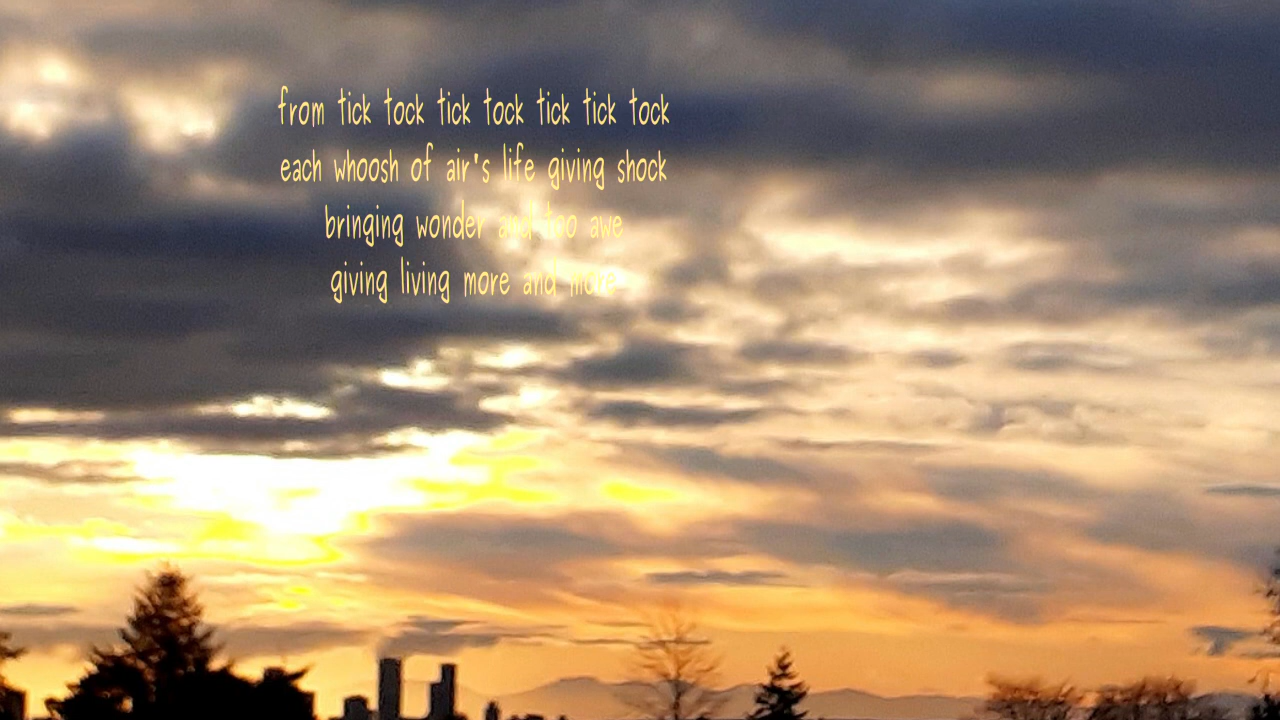 from tick tock tick tock tick tick tock
each whoosh of air's life giving shock
bringing wonder and too awe
giving living more and more